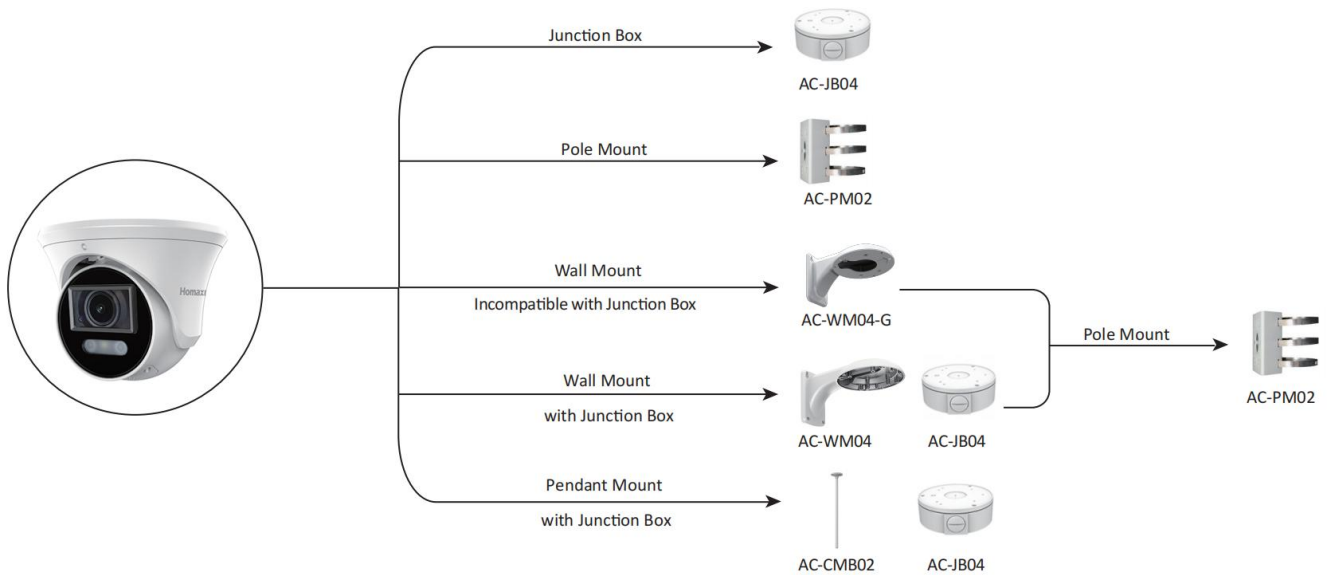 Junction Box
AC-JB04
Pole Mount
AC-PM02
Wall Mount
Incompatible with Junction Box
AC-WM04-G
Pole Mount
AC-PM02
Wall Mount
with Junction Box
AC-WM04
AC-JB04
Pendant Mount
with Junction Box
AC-CMB02
AC-JB04